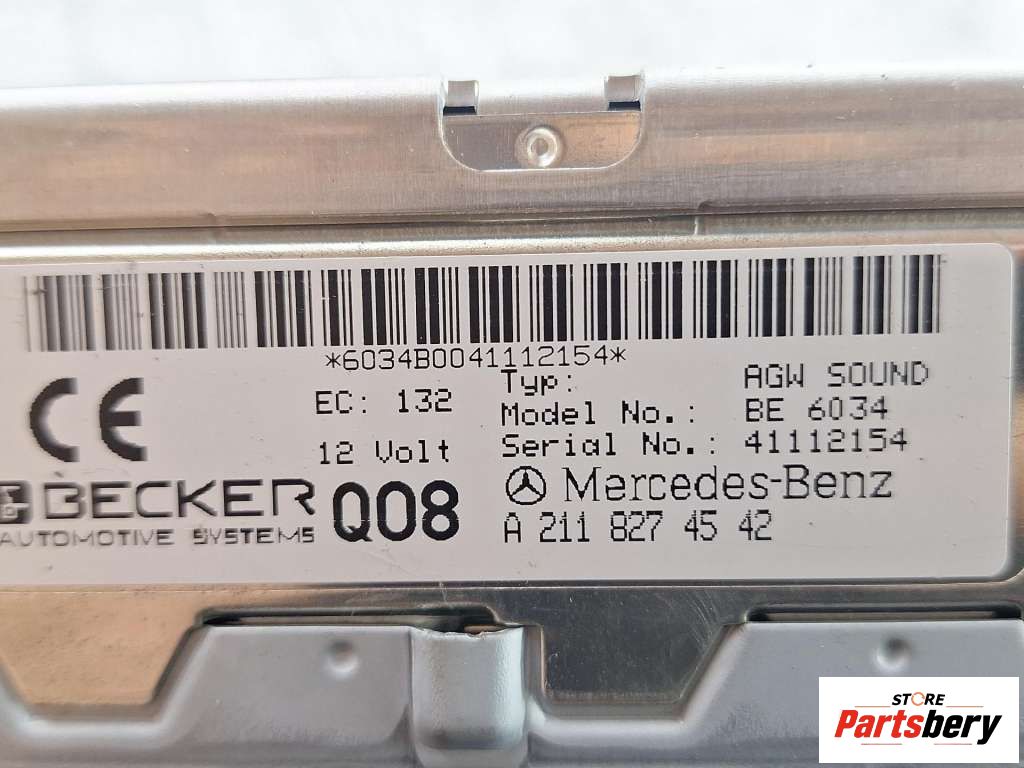 *6034B0041112154*
CE
EC: 132
12 Volt
Typ: AGW SOUND
Model No.: BE 6034
Serial No.: 41112154
BECKER
AUTOMOTIVE SYSTEMS
Q08
Mercedes-Benz
A 211 827 45 42
STORE
Partsbery